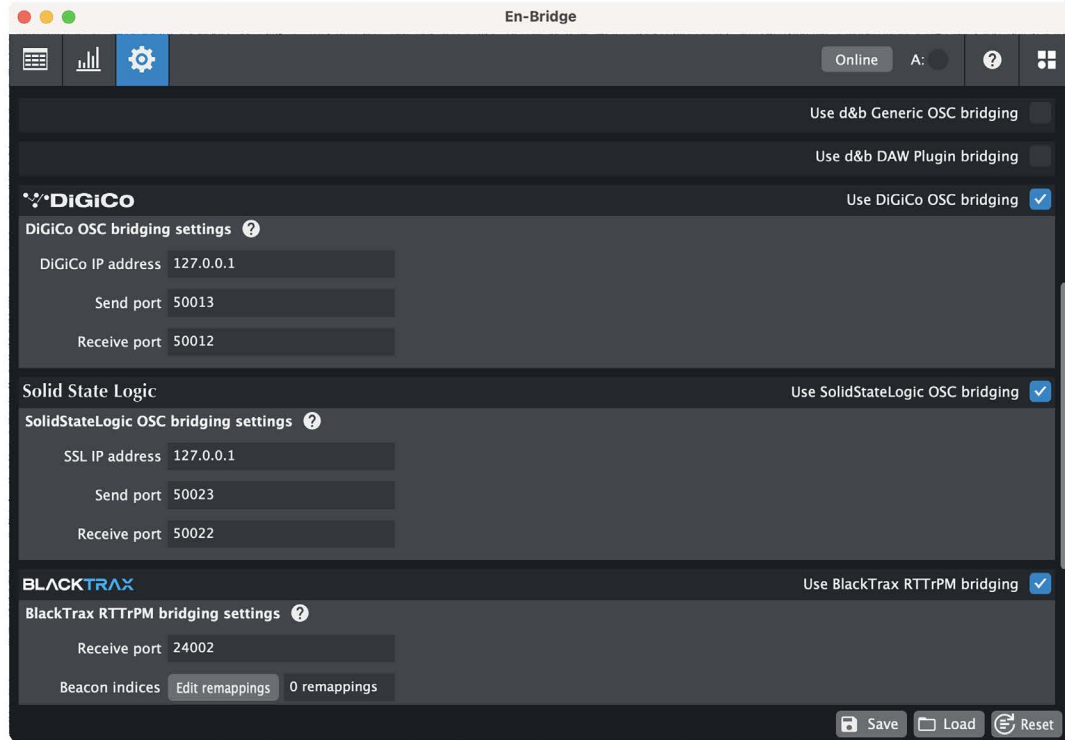 En-Bridge
Online A: ?
Use d&b Generic OSC bridging
Use d&b DAW Plugin bridging
DiGiCo Use DiGiCo OSC bridging
DiGiCo OSC bridging settings ?
DiGiCo IP address 127.0.0.1
Send port 50013
Receive port 50012
Solid State Logic Use SolidStateLogic OSC bridging
SolidStateLogic OSC bridging settings ?
SSL IP address 127.0.0.1
Send port 50023
Receive port 50022
BLACKTRAX Use BlackTrax RTTrPM bridging
BlackTrax RTTrPM bridging settings ?
Receive port 24002
Beacon indices Edit remappings 0 remappings
Save Load Reset